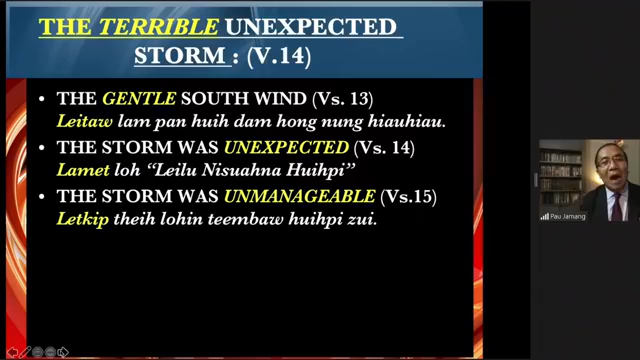 THE TERRIBLE UNEXPECTED
STORM : (V.14)
• THE GENTLE SOUTH WIND (Vs. 13)
Leitaw lam pan huih dam hong nung hiauhiau.
• THE STORM WAS UNEXPECTED (Vs. 14)
Lamet loh “Leilu Nisuahna Huihpi”
• THE STORM WAS UNMANAGEABLE (Vs.15)
Letkip theih lohin teembaw huihpi zui.
Pau Jamang